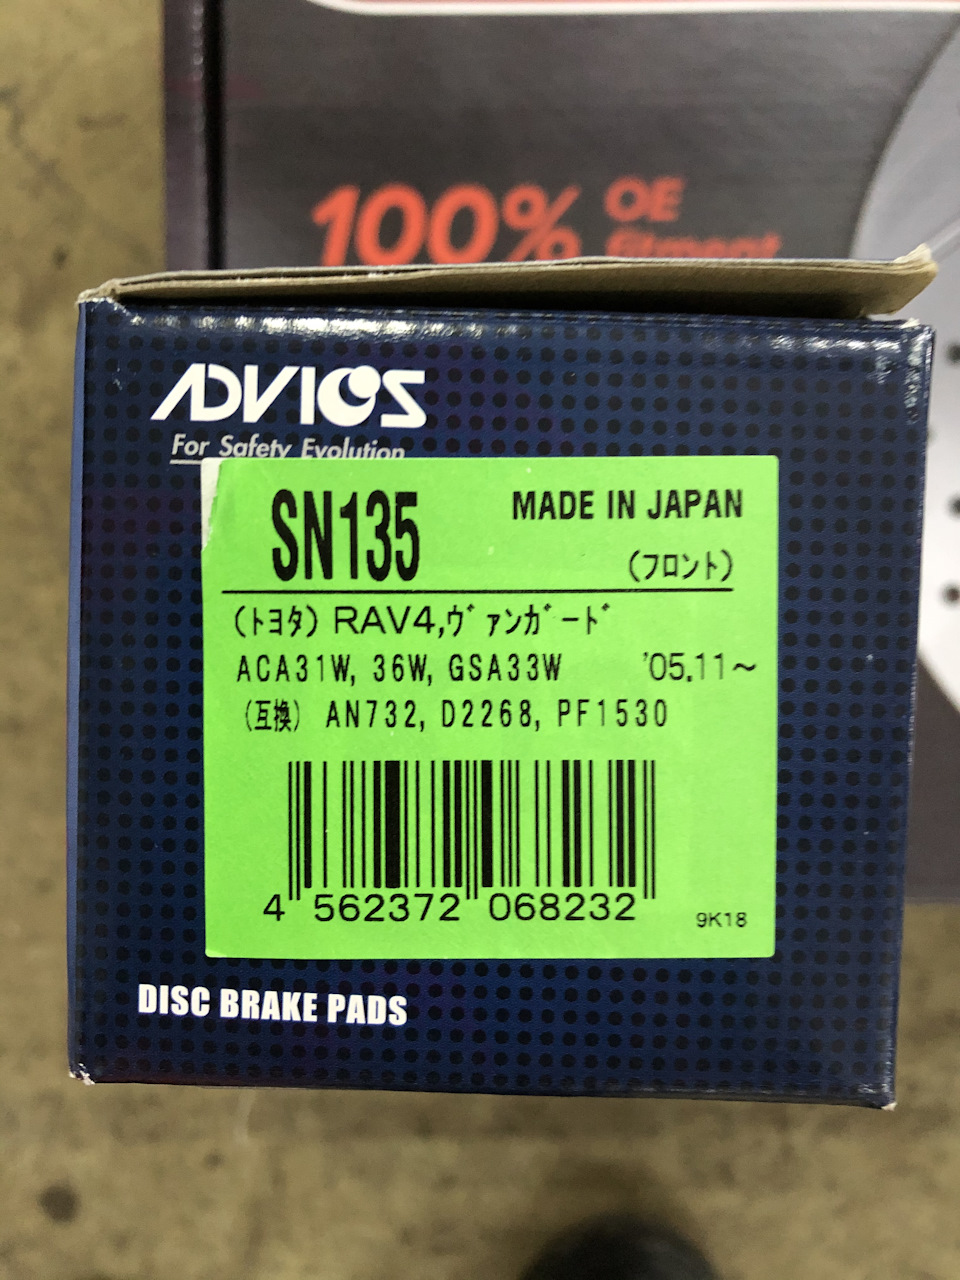 100% OE
fitment
ADVICS
For Safety Evolution
SN135
MADE IN JAPAN
(フロント)
(トヨタ) RAV4,ヴァンガード
ACA31W, 36W, GSA33W '05.11~
(互換) AN732, D2268, PF1530
4 562372 068232
9K18
DISC BRAKE PADS